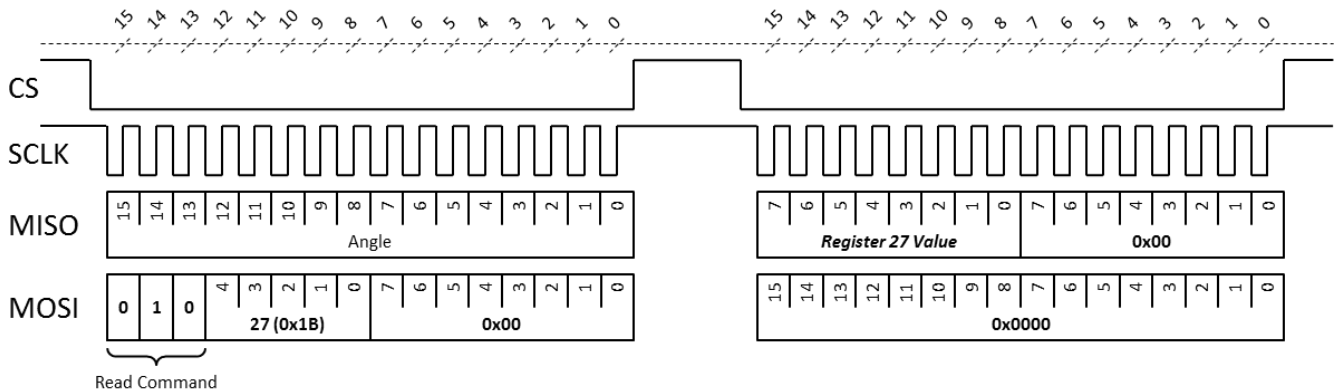 15 14 13 12 11 10 9 8 7 6 5 4 3 2 1 0 15 14 13 12 11 10 9 8 7 6 5 4 3 2 1 0
CS
SCLK
MISO 15 14 13 12 11 10 9 8 7 6 5 4 3 2 1 0 7 6 5 4 3 2 1 0 7 6 5 4 3 2 1 0
Angle Register 27 Value 0x00
MOSI 0 1 0 4 3 2 1 0 7 6 5 4 3 2 1 0 15 14 13 12 11 10 9 8 7 6 5 4 3 2 1 0
27 (0x1B) 0x00 0x0000
Read Command